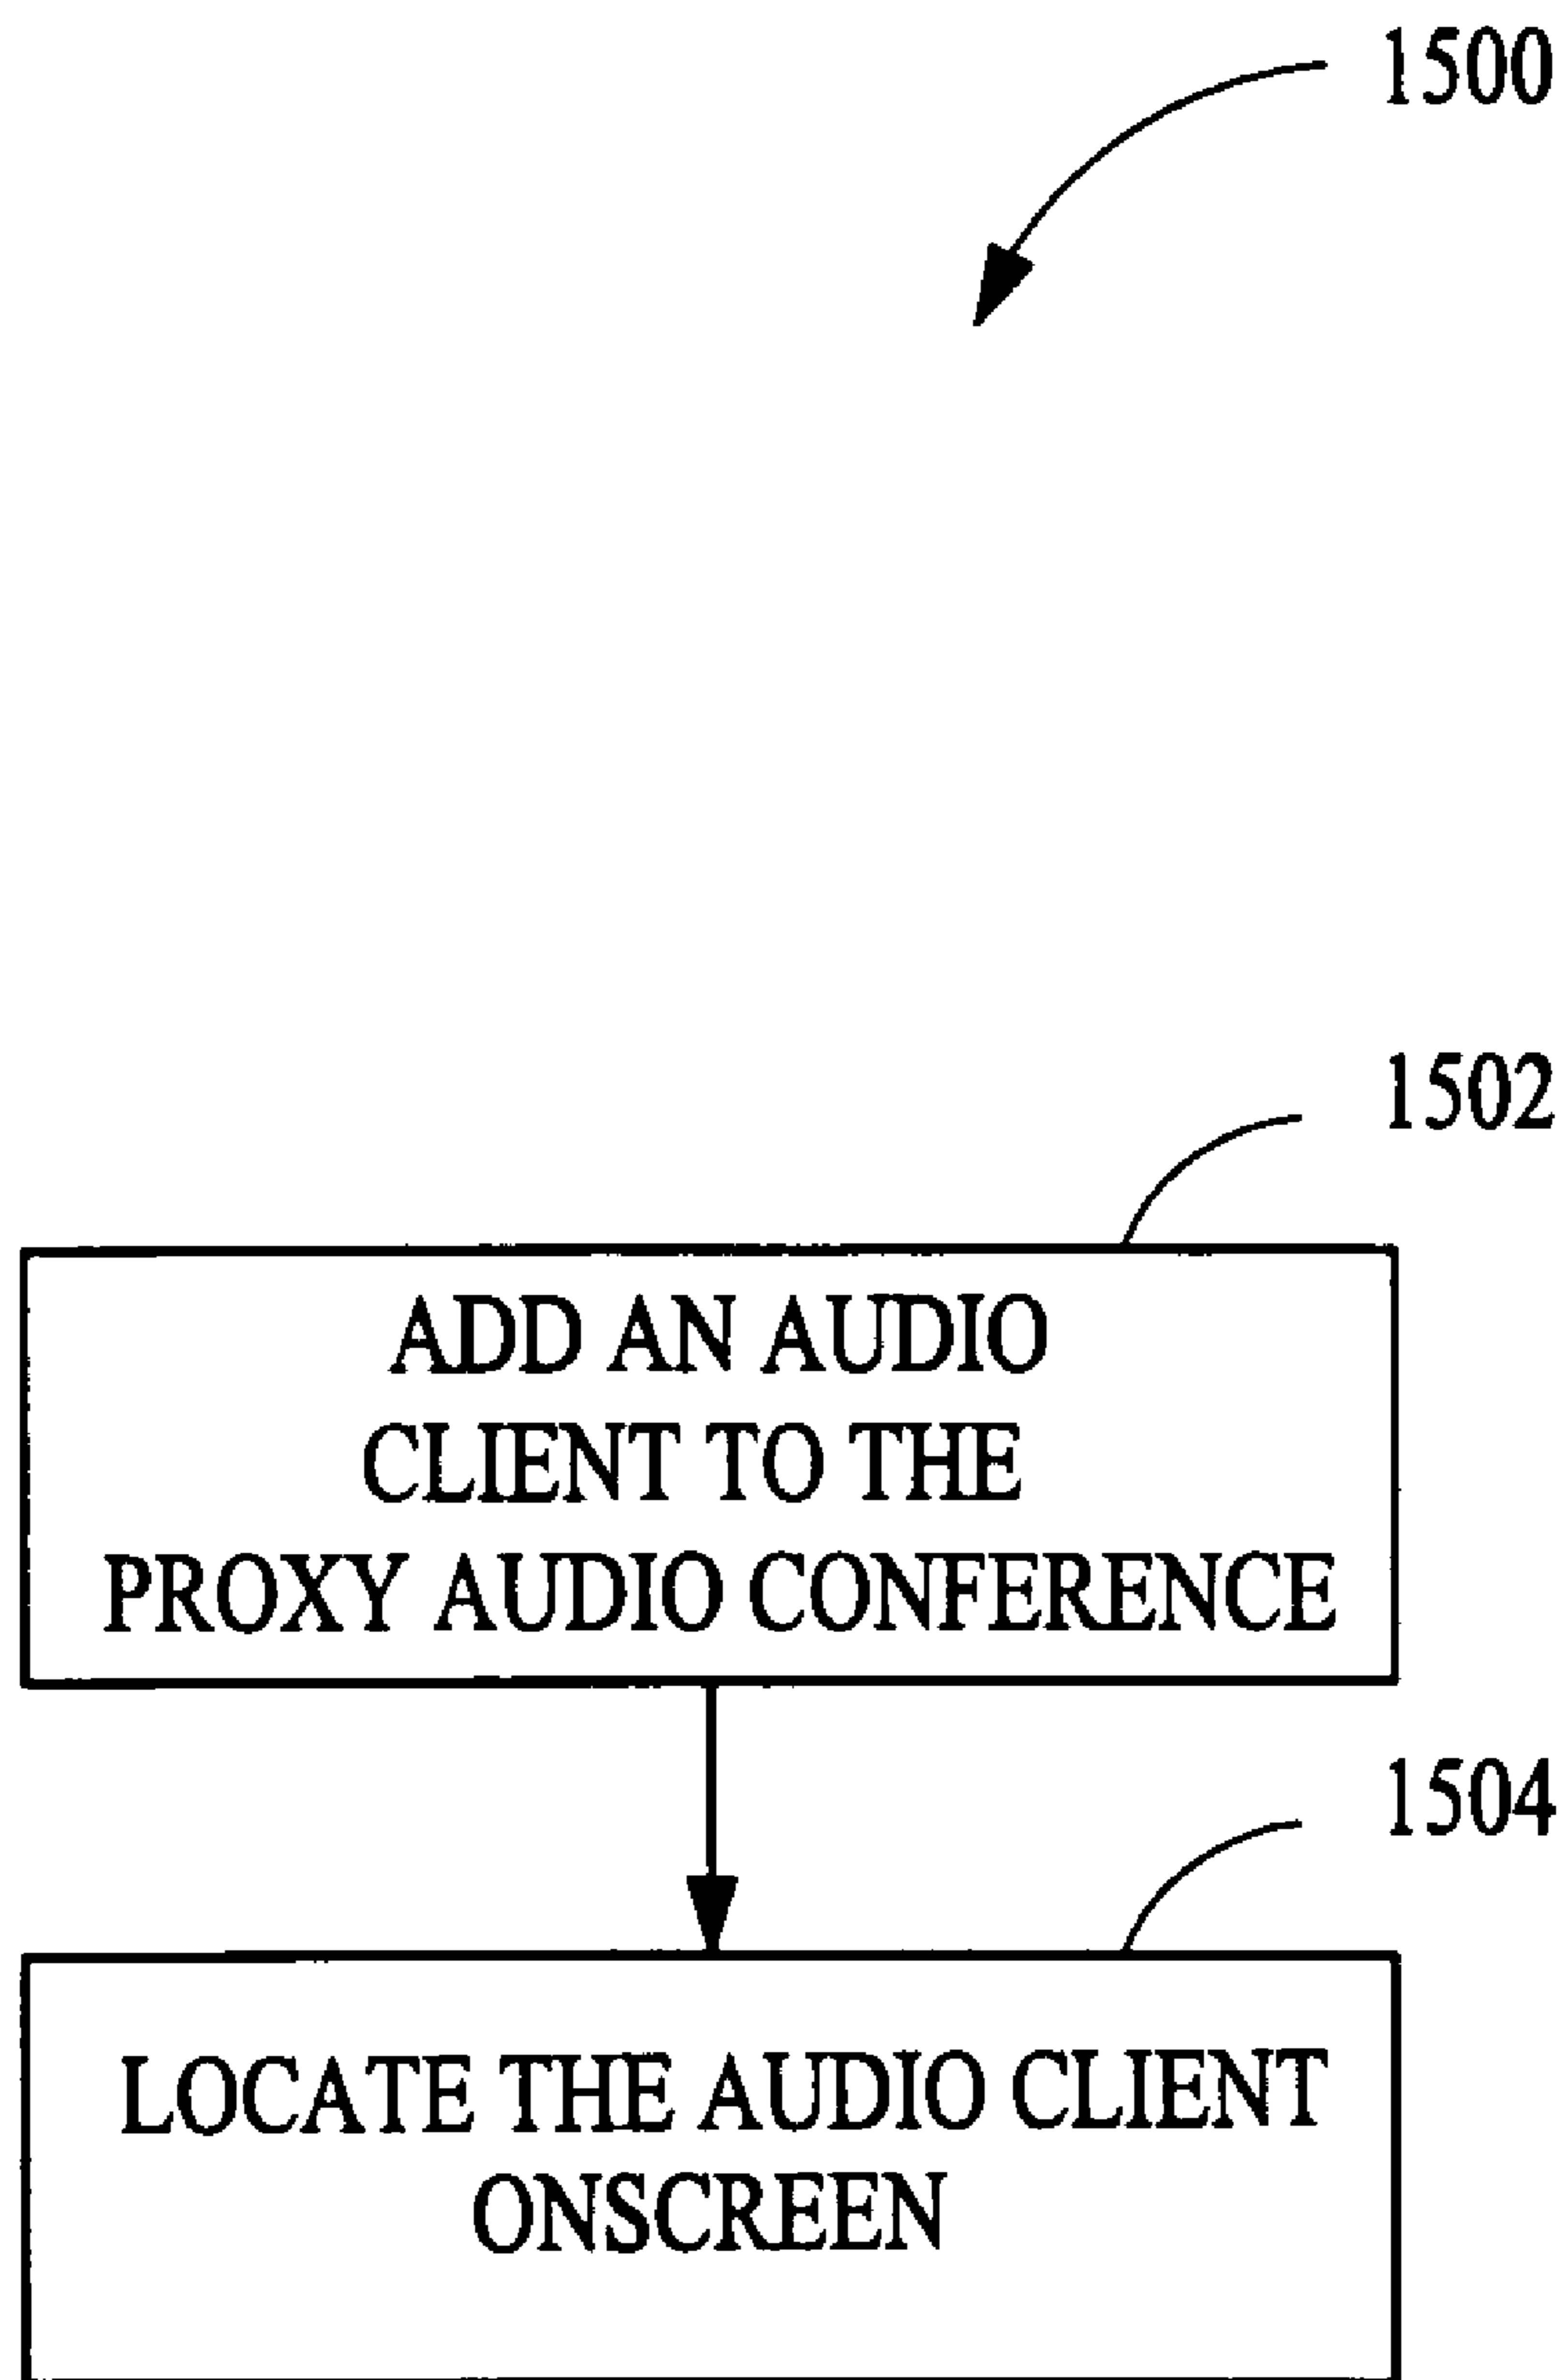 1500
1502
ADD AN AUDIO
CLIENT TO THE
PROXY AUDIO CONFERENCE
1504
LOCATE THE AUDIO CLIENT
ONSCREEN